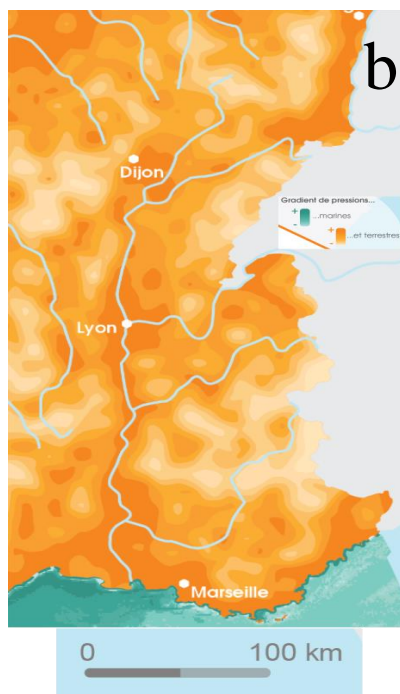 b
Dijon
Gradient de pressions...
+
-
...marines
+
-
...et terrestres
Lyon
Marseille
0 100 km